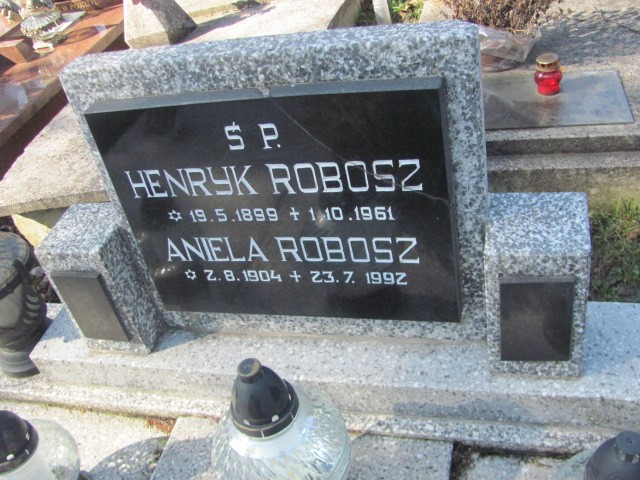 Ś P.
HENRYK ROBOSZ
✡ 19.5.1899 + 1.10.1961
ANIELA ROBOSZ
✡ 2.8.1904 + 23.7.1992